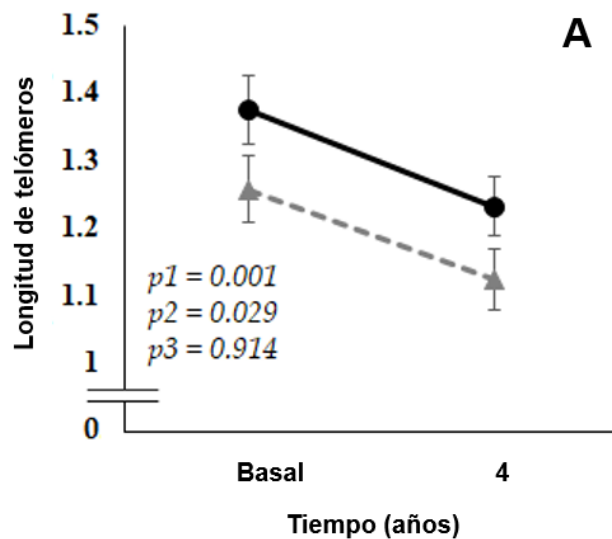 A
Longitud de telómeros
1.5
1.4
1.3
1.2
1.1
1
0
p1 = 0.001
p2 = 0.029
p3 = 0.914
Basal 4
Tiempo (años)